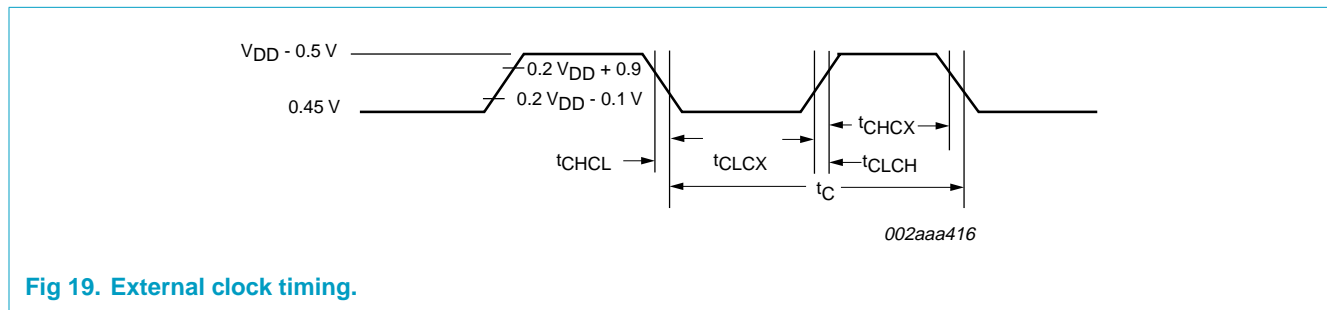 VDD - 0.5 V
0.2 VDD + 0.9
0.2 VDD - 0.1 V
0.45 V
tCHCX
tCHCL
tCLCX
tCLCH
tC
002aaa416
Fig 19. External clock timing.